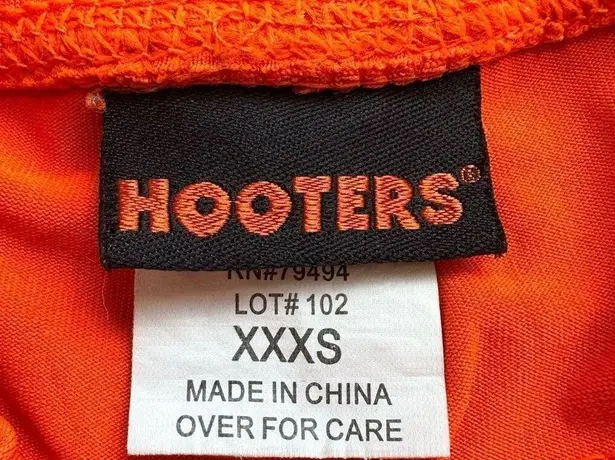 HOOTERS®
RN#79494
LOT# 102
XXXS
MADE IN CHINA
OVER FOR CARE